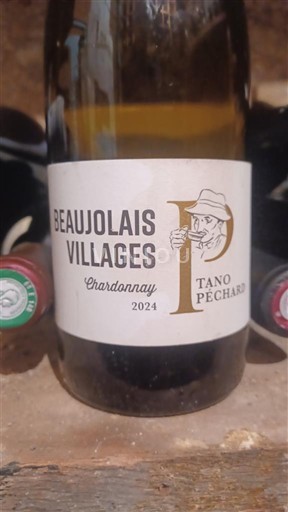 BEAUJOLAIS
VILLAGES
Chardonnay
2024
P
TANO
PÉCHARD